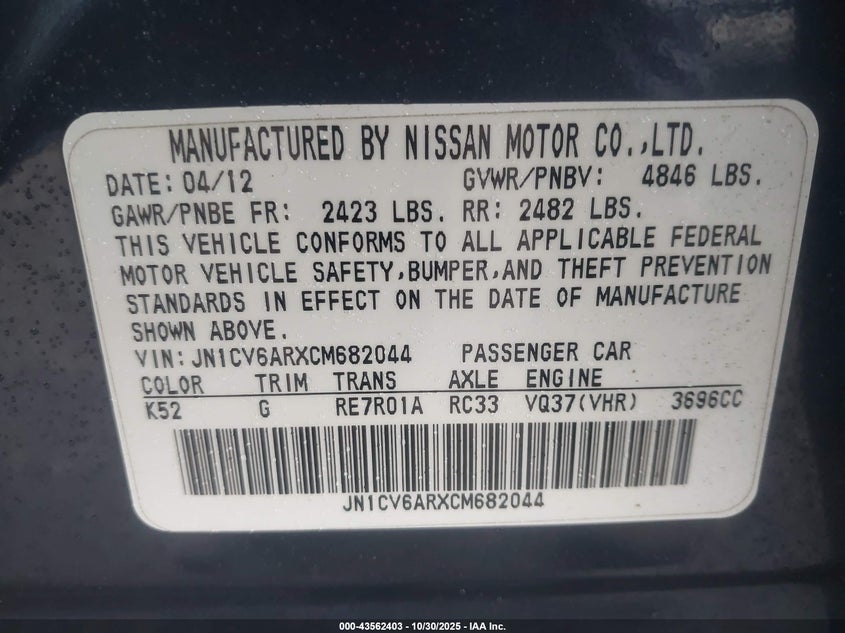 MANUFACTURED BY NISSAN MOTOR CO.,LTD.
DATE: 04/12 GVWR/PNBV: 4846 LBS.
GAWR/PNBE FR: 2423 LBS. RR: 2482 LBS.
THIS VEHICLE CONFORMS TO ALL APPLICABLE FEDERAL
MOTOR VEHICLE SAFETY,BUMPER,AND THEFT PREVENTION
STANDARDS IN EFFECT ON THE DATE OF MANUFACTURE
SHOWN ABOVE.
VIN: JN1CV6ARXCM682044 PASSENGER CAR
COLOR TRIM TRANS AXLE ENGINE
K52 G RE7R01A RC33 VQ37(VHR) 3696CC
JN1CV6ARXCM682044
000-43562403 - 10/30/2025 - IAA Inc.